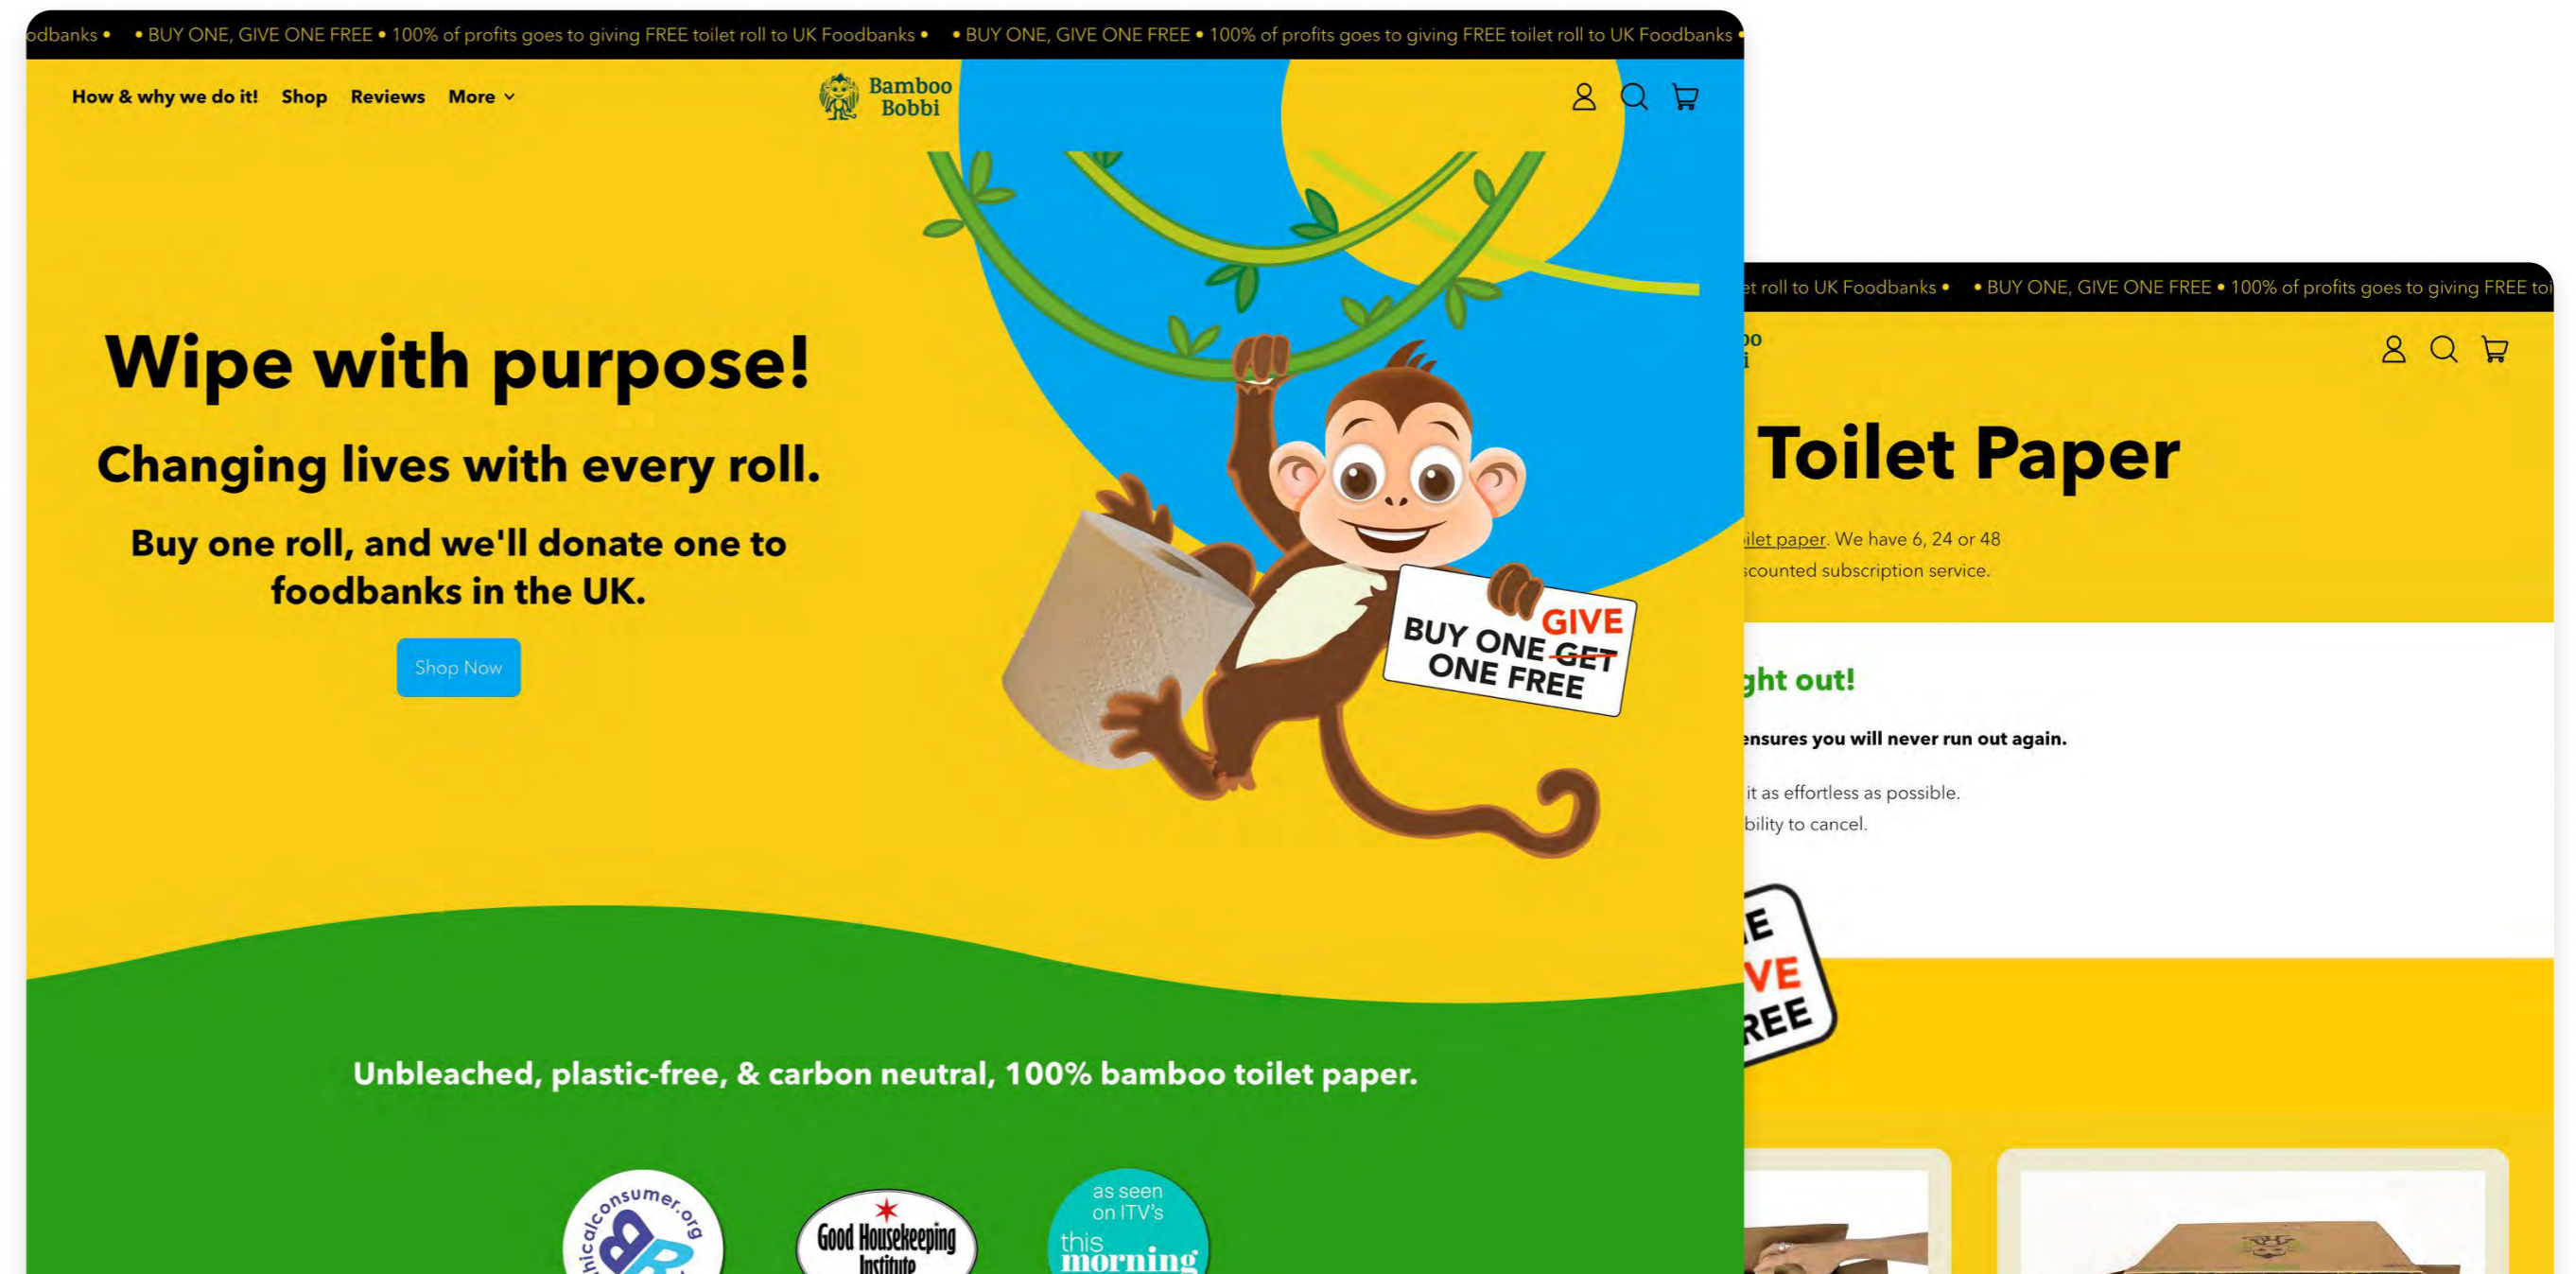 odbanks • • BUY ONE, GIVE ONE FREE • 100% of profits goes to giving FREE toilet roll to UK Foodbanks • • BUY ONE, GIVE ONE FREE • 100% of profits goes to giving FREE toilet roll to UK Foodbanks •
How & why we do it! Shop Reviews More
Bamboo
Bobbi
Wipe with purpose!
Changing lives with every roll.
Buy one roll, and we'll donate one to
foodbanks in the UK.
Shop Now
GIVE
BUY ONE GET
ONE FREE
Unbleached, plastic-free, & carbon neutral, 100% bamboo toilet paper.
hicalconsumer.org
Good Housekeeping
Institute
as seen
on ITV's
this
morning
et roll to UK Foodbanks • • BUY ONE, GIVE ONE FREE • 100% of profits goes to giving FREE toi
oo
i
Toilet Paper
ilet paper. We have 6, 24 or 48
scounted subscription service.
ght out!
ensures you will never run out again.
it as effortless as possible.
bility to cancel.
E
VE
REE